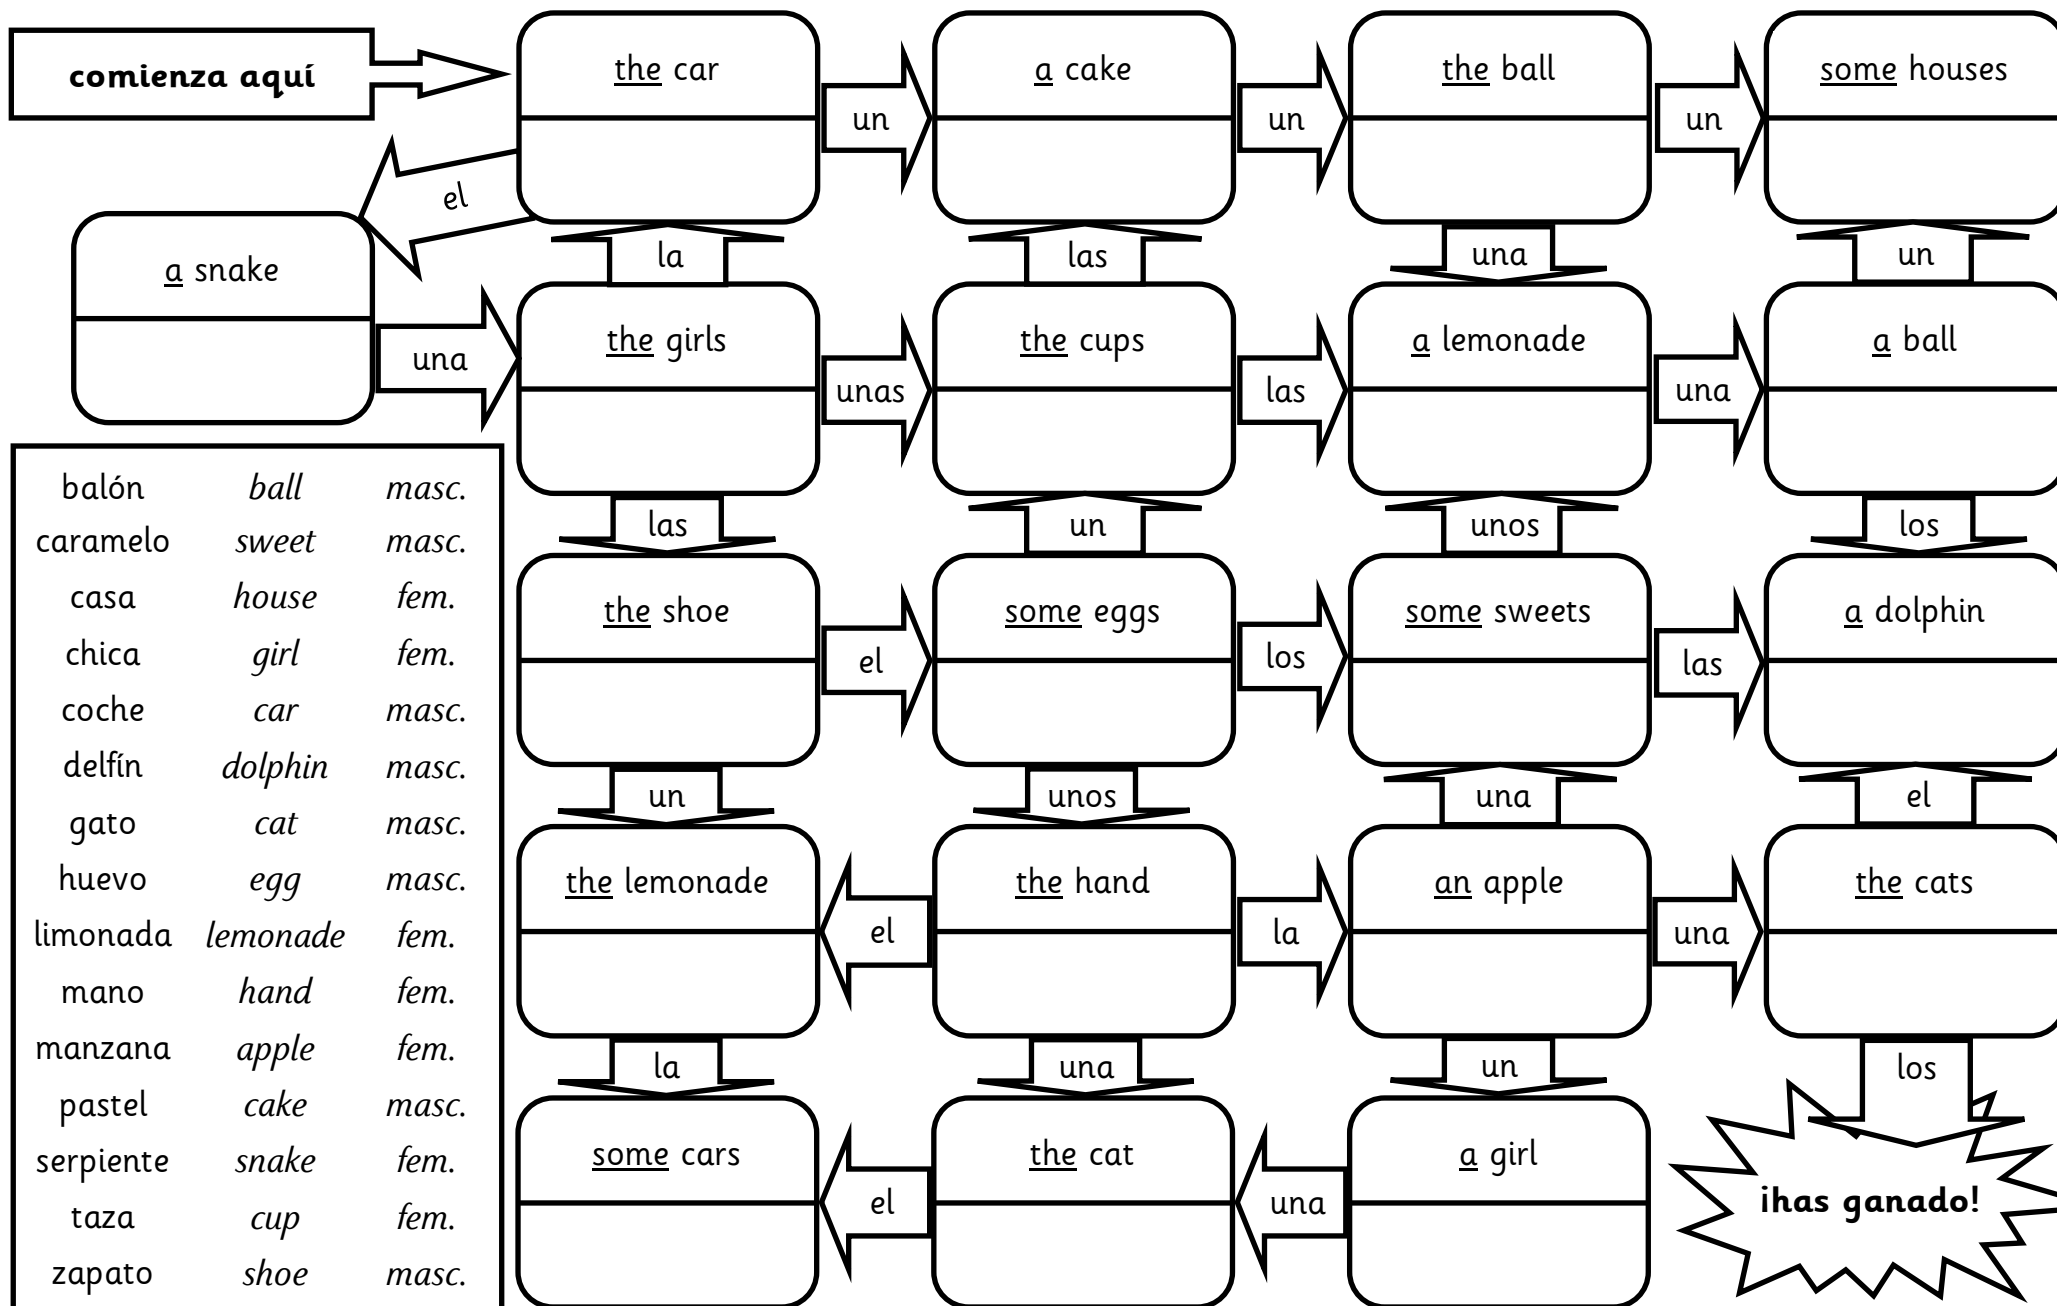 comienza aquí
the car
un
a cake
un
the ball
un
some houses
el
la
las
una
un
a snake
una
the girls
unas
the cups
las
a lemonade
una
a ball
las
un
unos
los
the shoe
el
some eggs
los
some sweets
las
a dolphin
un
unos
una
el
the lemonade
el
the hand
la
an apple
una
the cats
la
una
un
los
some cars
el
the cat
una
a girl
¡has ganado!
balón ball masc.
caramelo sweet masc.
casa house fem.
chica girl fem.
coche car masc.
delfín dolphin masc.
gato cat masc.
huevo egg masc.
limonada lemonade fem.
mano hand fem.
manzana apple fem.
pastel cake masc.
serpiente snake fem.
taza cup fem.
zapato shoe masc.